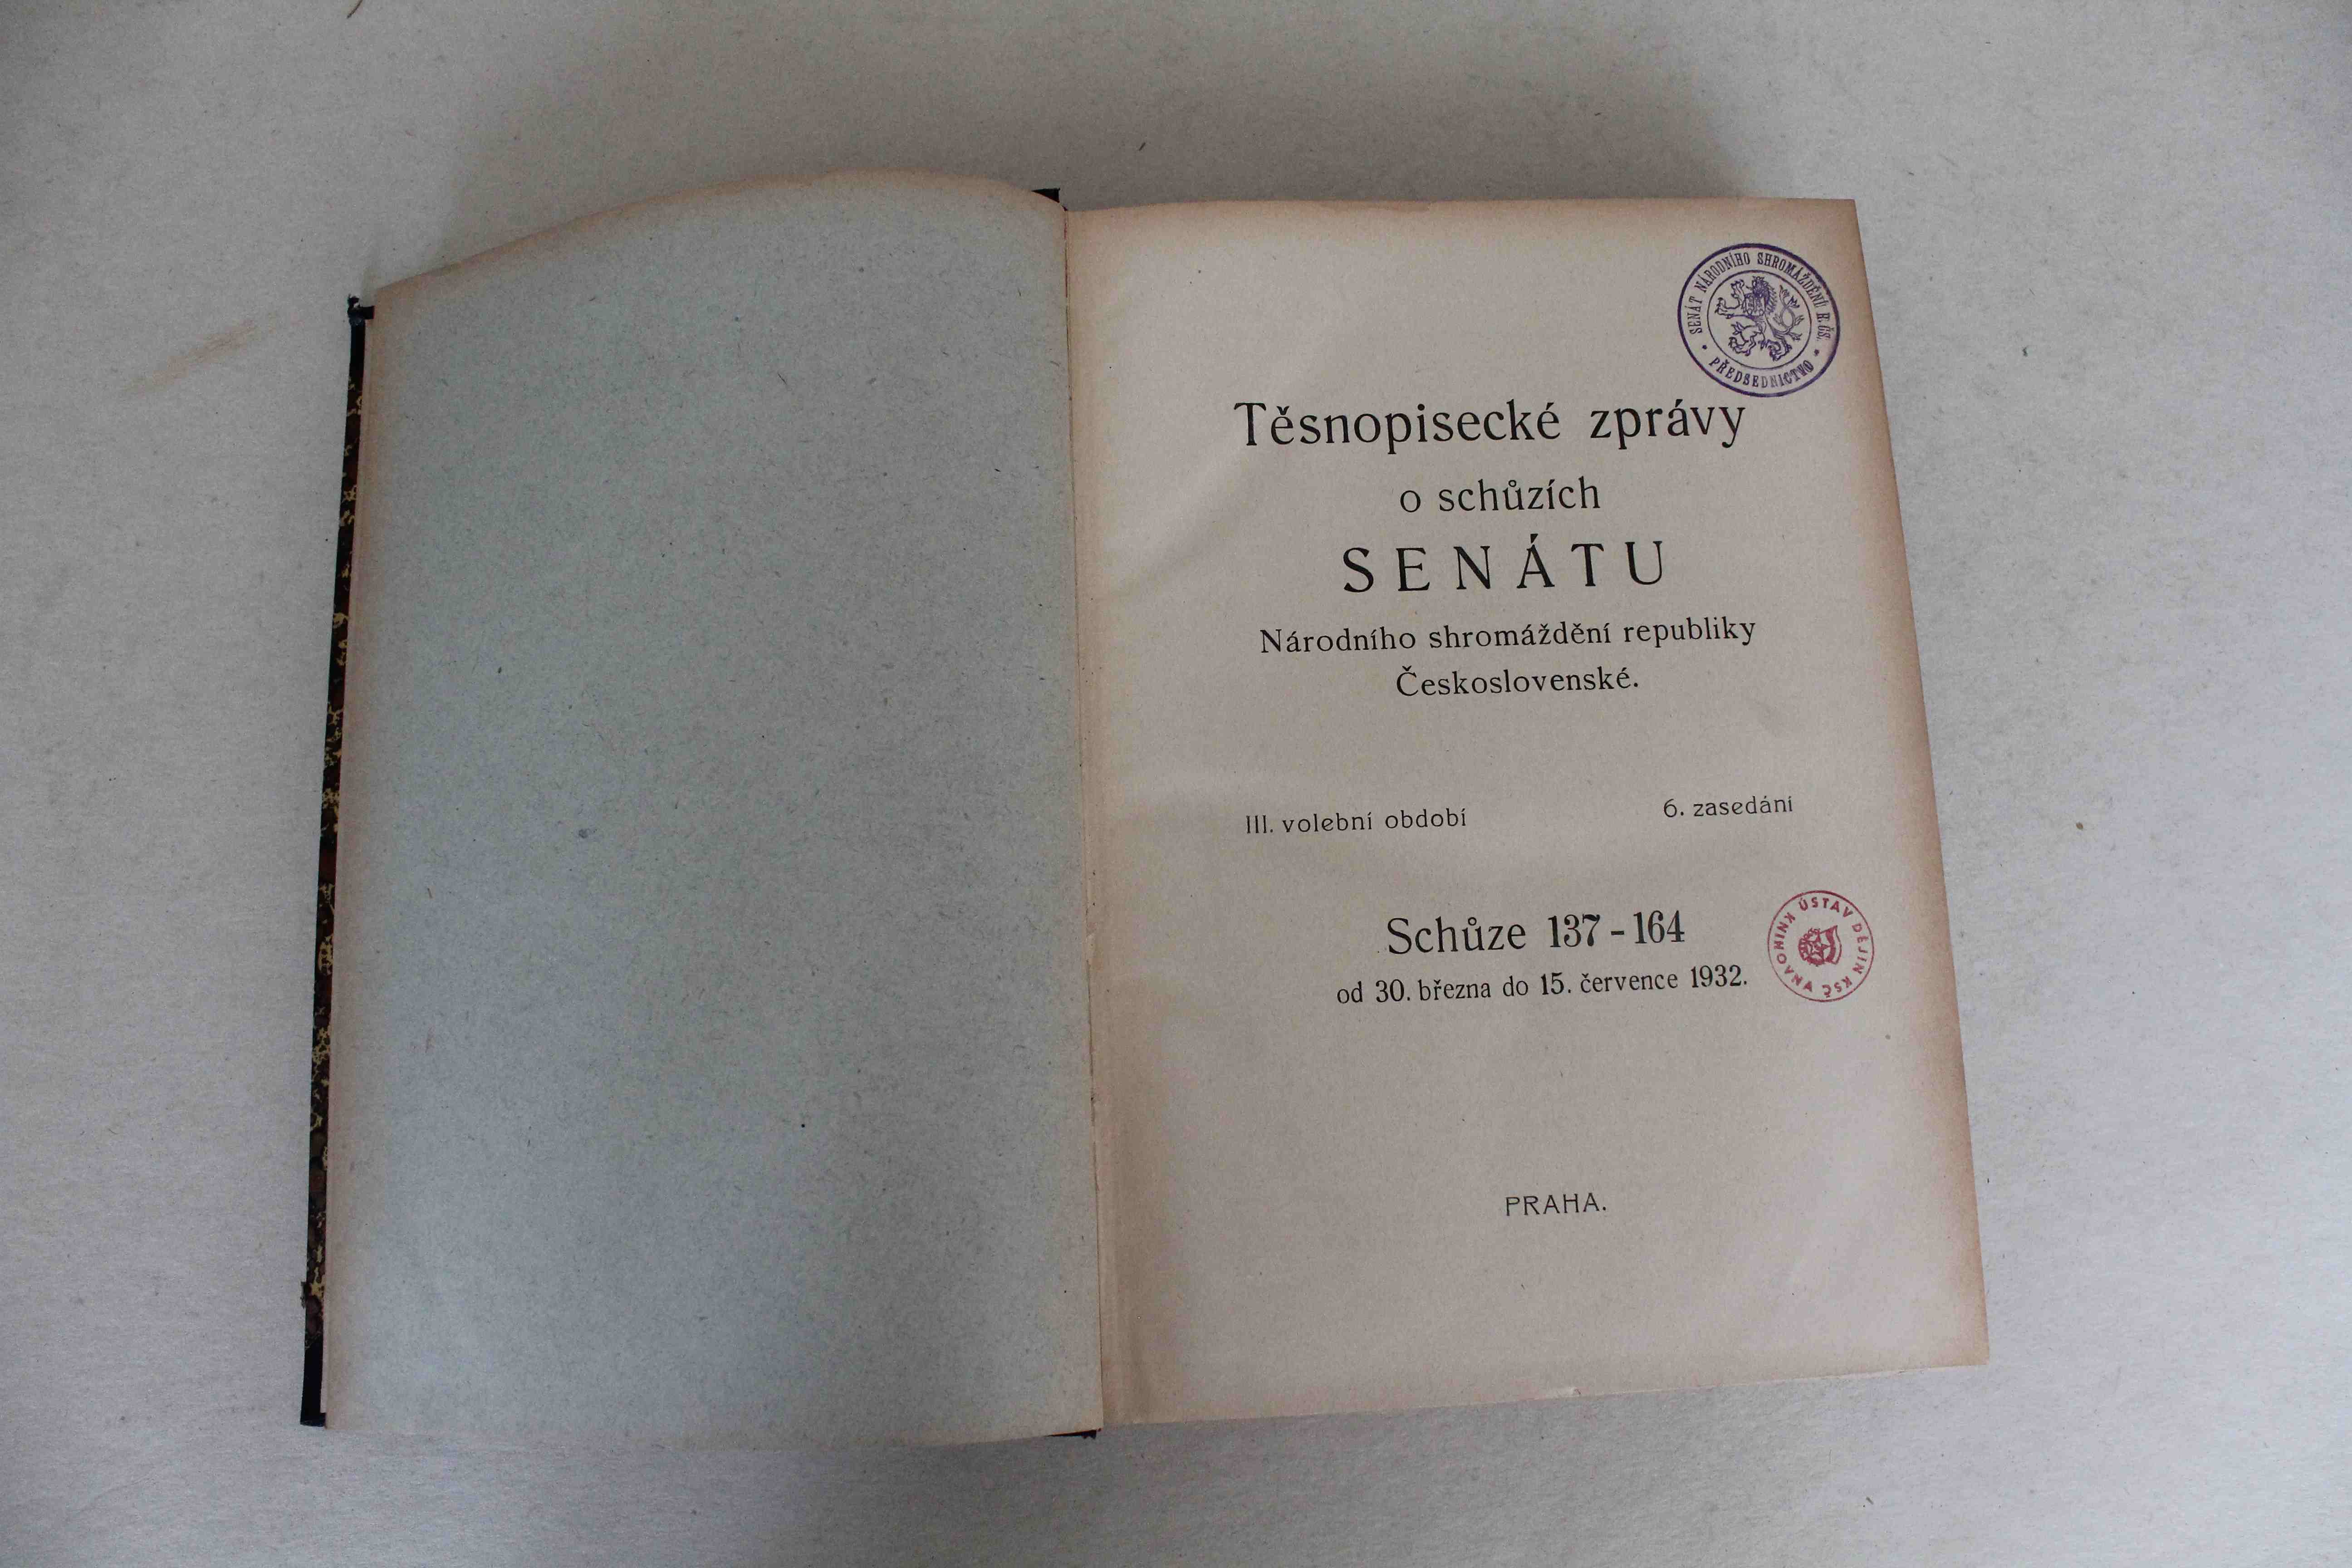 SENÁT NÁRODNÍHO SHROMÁŽDĚNÍ R. ČS.
PŘEDSEDNICTVO
Těsnopisecké zprávy
o schůzích
SENÁTU
Národního shromáždění republiky
Československé.
III. volební období
6. zasedání
Schůze 137 - 164
od 30. března do 15. července 1932.
ÚSTAV DĚJIN KSČ
KNIHOVNA
PRAHA.